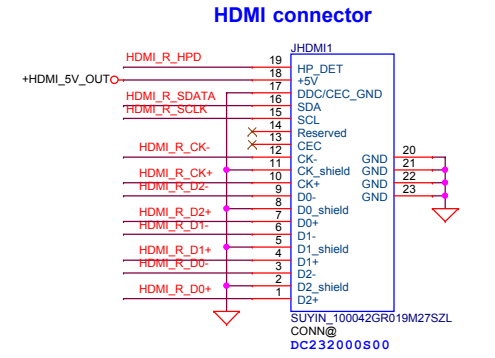 HDMI connector
JHDMI1
HDMI_R_HPD 19 HP_DET
+HDMI_5V_OUT 18 +5V
17 DDC/CEC_GND
HDMI_R_SDATA 16 SDA
HDMI_R_SCLK 15 SCL
14 Reserved
13 CEC
HDMI_R_CK- 12 CK- GND 20
11 CK_shield GND 21
HDMI_R_CK+ 10 CK+ GND 22
HDMI_R_D2- 9 D0- GND 23
8 D0_shield
HDMI_R_D2+ 7 D0+
HDMI_R_D1- 6 D1-
5 D1_shield
HDMI_R_D1+ 4 D1+
HDMI_R_D0- 3 D2-
2 D2_shield
HDMI_R_D0+ 1 D2+
SUYIN_100042GR019M27SZL
CONN@
DC232000S00